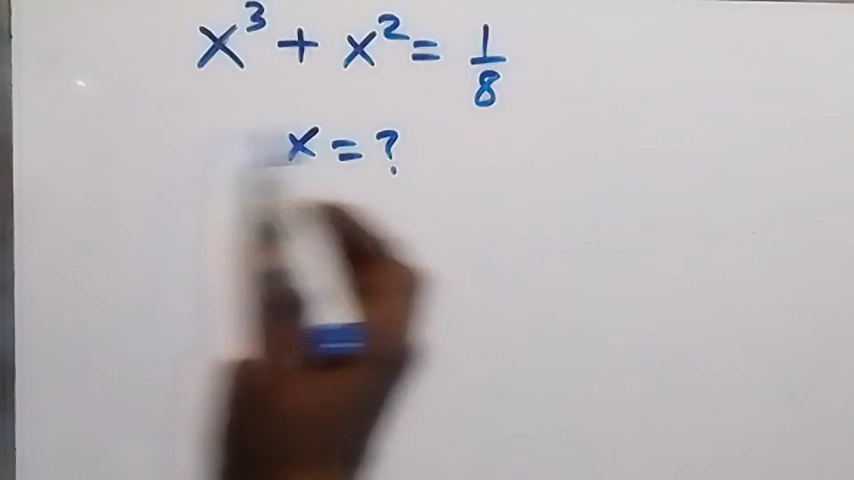 x³ + x² = 1/8
x = ?